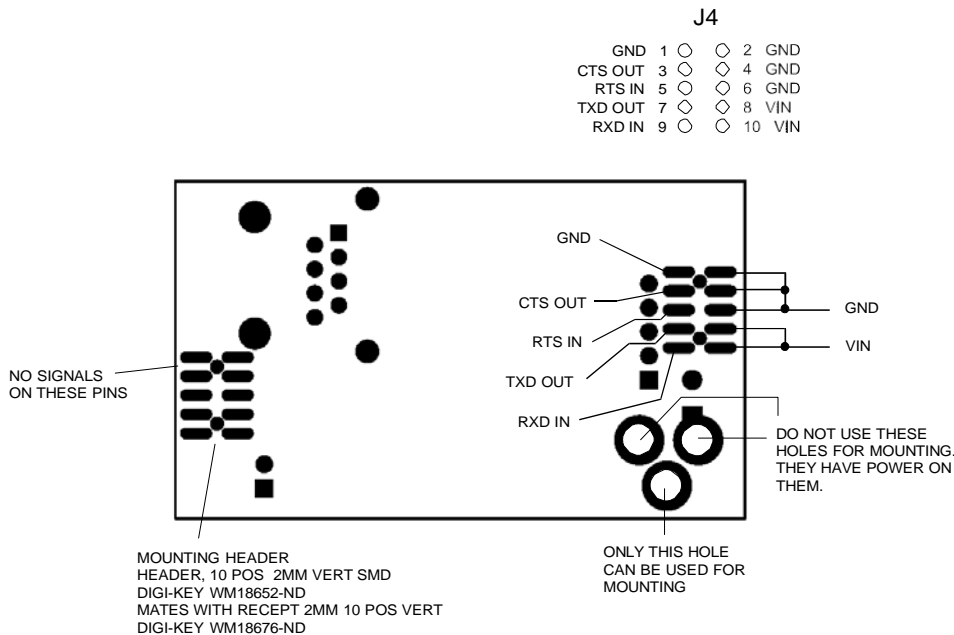 J4
GND 1 2 GND
CTS OUT 3 4 GND
RTS IN 5 6 GND
TXD OUT 7 8 VIN
RXD IN 9 10 VIN
GND
CTS OUT
RTS IN
TXD OUT
RXD IN
GND
VIN
NO SIGNALS
ON THESE PINS
DO NOT USE THESE
HOLES FOR MOUNTING.
THEY HAVE POWER ON
THEM.
MOUNTING HEADER
HEADER, 10 POS 2MM VERT SMD
DIGI-KEY WM18652-ND
MATES WITH RECEPT 2MM 10 POS VERT
DIGI-KEY WM18676-ND
ONLY THIS HOLE
CAN BE USED FOR
MOUNTING